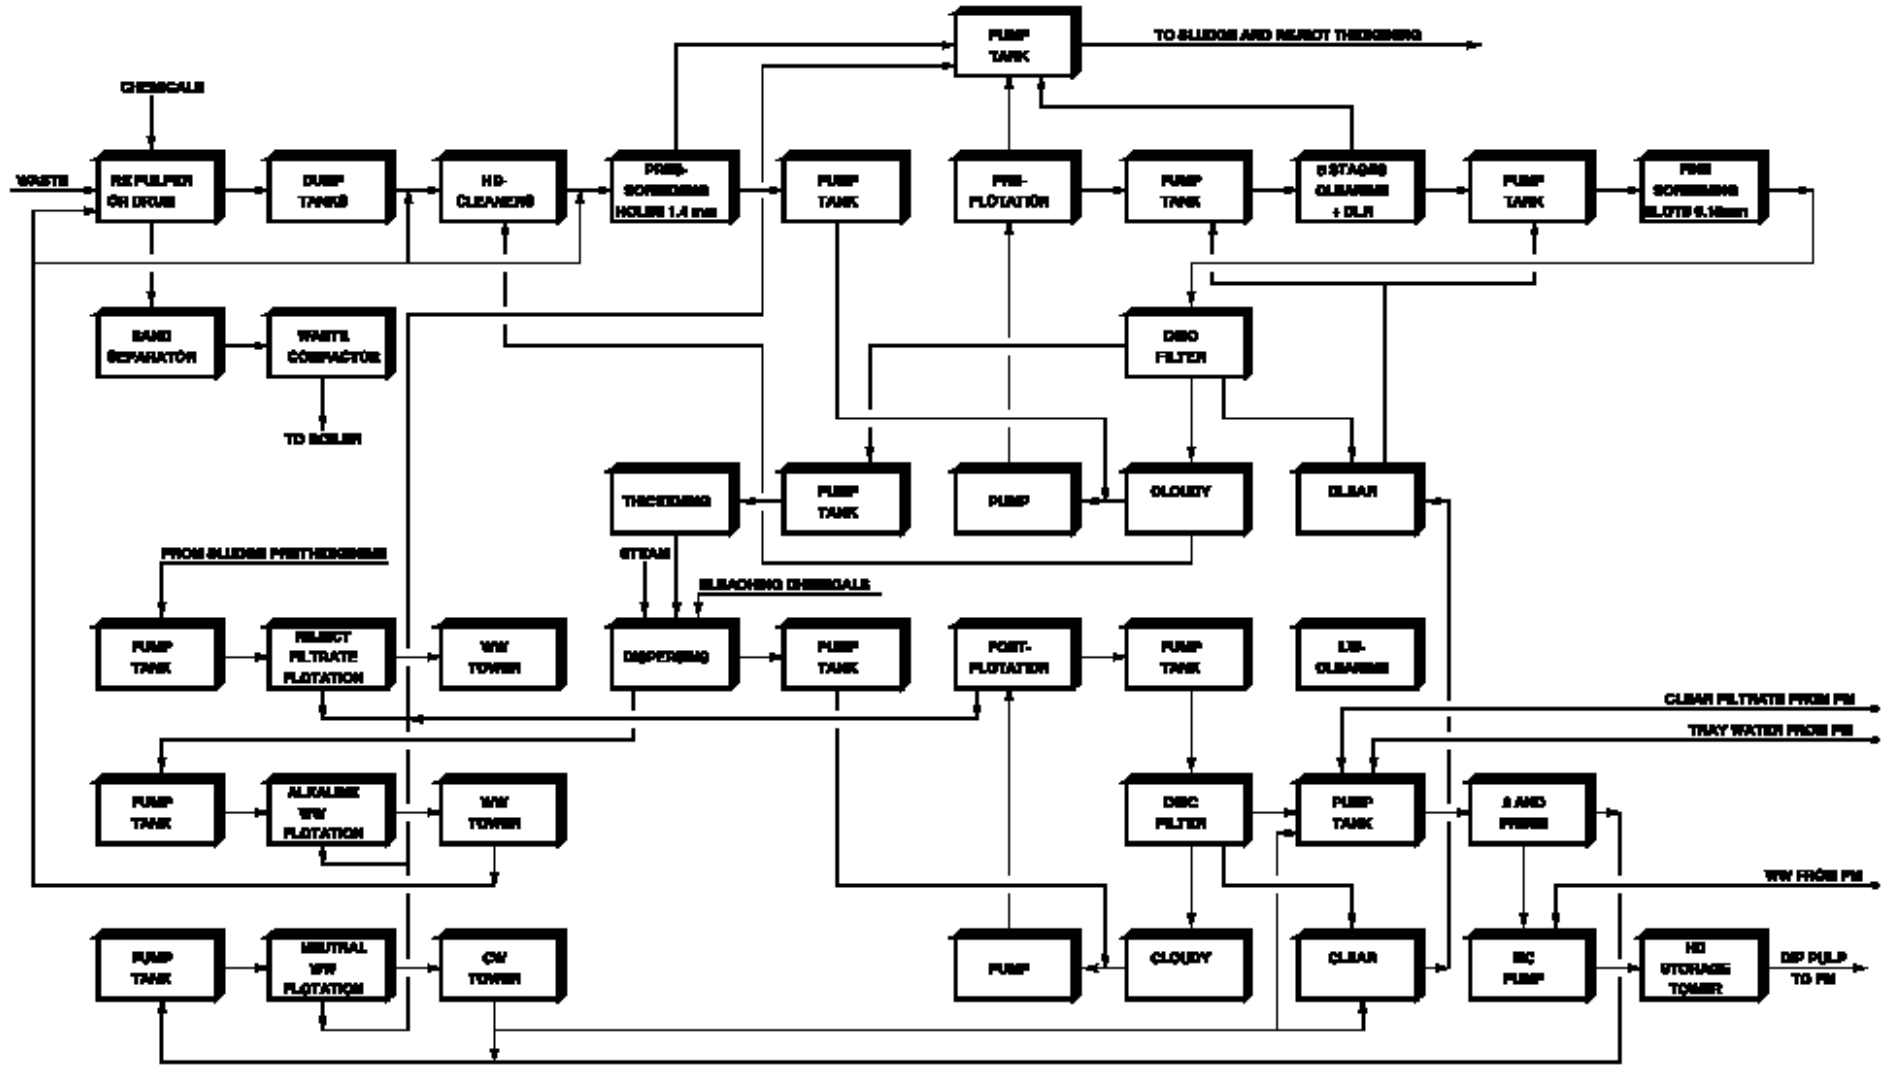 PUMP
TANK
TO SLUDGE AND REJECT THICKENING
CHEMICALS
WASTE
PULPER
OR DRUM
DUMP
TANKS
HD-
CLEANERS
PRE-
SCREENING
HOLES 1.4 mm
PUMP
TANK
PRE-
FLOTATION
PUMP
TANK
STAGES
CLEANING
PUMP
TANK
FINE
SCREENING
SLOTS
SAND
SEPARATOR
WASTE
COMPACTOR
DISC
FILTER
TO BOILER
THICKENING
PUMP
TANK
PUMP
CLOUDY
CLEAR
FROM SLUDGE PRETHICKENING
STEAM
BLEACHING CHEMICALS
PUMP
TANK
REJECT
FILTRATE
FLOTATION
WW
TOWER
DISPERSING
PUMP
TANK
POST-
FLOTATION
PUMP
TANK
CLEANING
CLEAR FILTRATE FROM PM
TRAY WATER FROM PM
PUMP
TANK
ALKALINE
WW
FLOTATION
WW
TOWER
DISC
FILTER
PUMP
TANK
WW FROM PM
PUMP
TANK
NEUTRAL
WW
FLOTATION
CW
TOWER
PUMP
CLOUDY
CLEAR
MC
PUMP
HD
STORAGE
TOWER
DIP PULP
TO PM